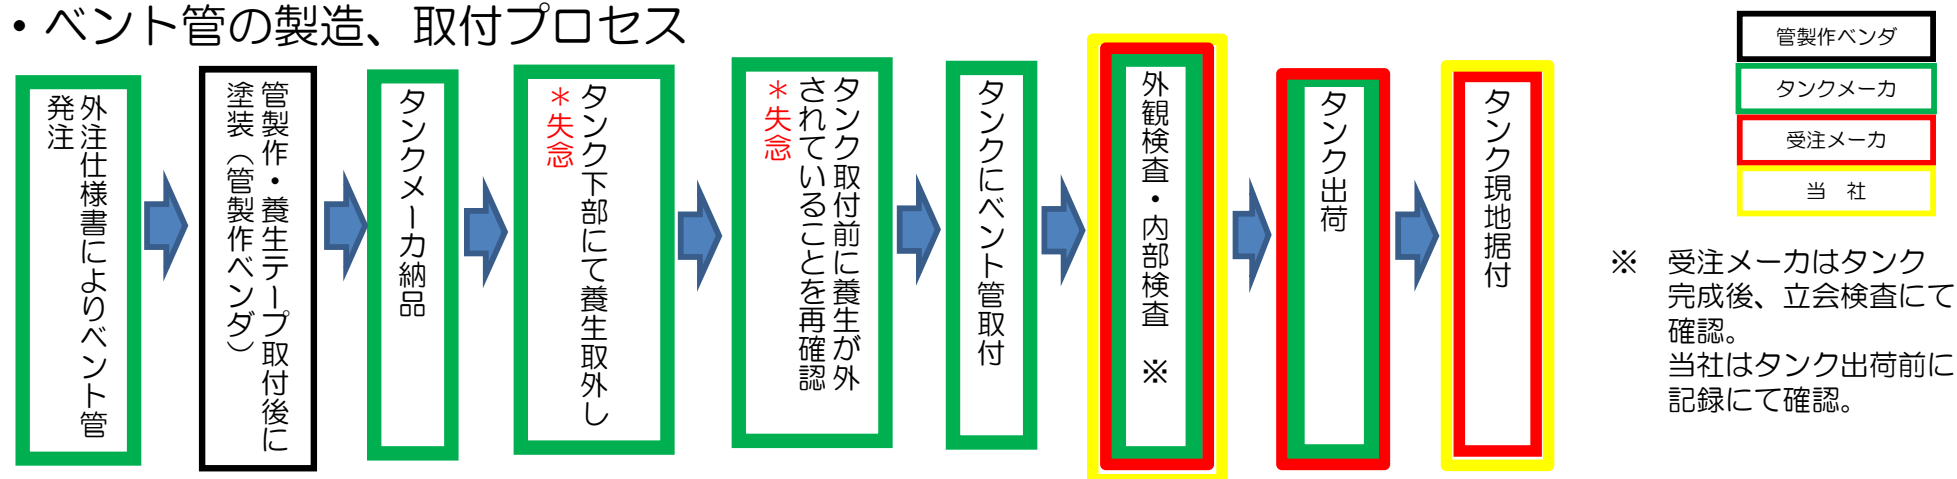 ・ベント管の製造、取付プロセス
外注仕様書によりベント管
発注
管製作・養生テープ取付後に
塗装（管製作ベンダ）
タンクメーカ納品
タンク下部にて養生取外し
＊失念
タンク取付前に養生が外
されていることを再確認
＊失念
タンクにベント管取付
外観検査・内部検査　※
タンク出荷
タンク現地据付
管製作ベンダ
タンクメーカ
受注メーカ
当　社
※　受注メーカはタンク
完成後、立会検査にて
確認。
当社はタンク出荷前に
記録にて確認。